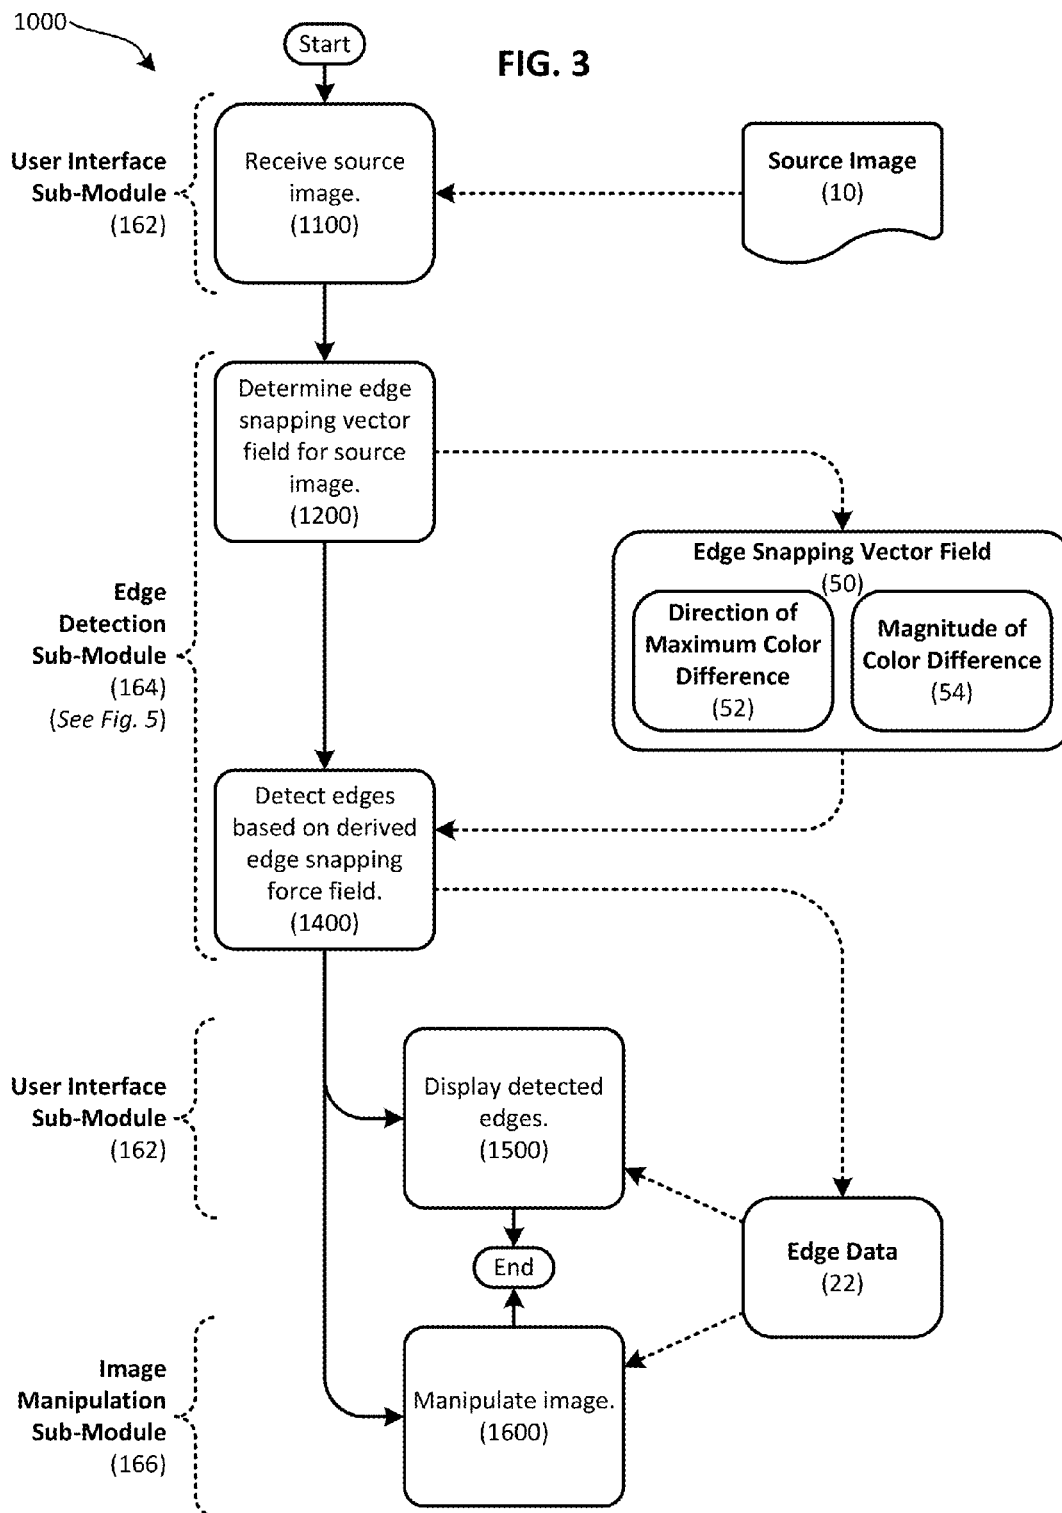 1000
Start
FIG. 3
User Interface
Sub-Module
(162)
Receive source
image.
(1100)
Source Image
(10)
Determine edge
snapping vector
field for source
image.
(1200)
Edge Snapping Vector Field
(50)
Direction of
Maximum Color
Difference
(52)
Magnitude of
Color Difference
(54)
Edge
Detection
Sub-Module
(164)
(See Fig. 5)
Detect edges
based on derived
edge snapping
force field.
(1400)
User Interface
Sub-Module
(162)
Display detected
edges.
(1500)
Edge Data
(22)
End
Image
Manipulation
Sub-Module
(166)
Manipulate image.
(1600)